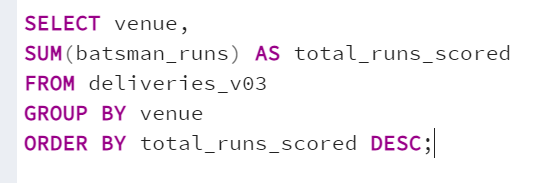 SELECT venue,
SUM(batsman_runs) AS total_runs_scored
FROM deliveries_v03
GROUP BY venue
ORDER BY total_runs_scored DESC;